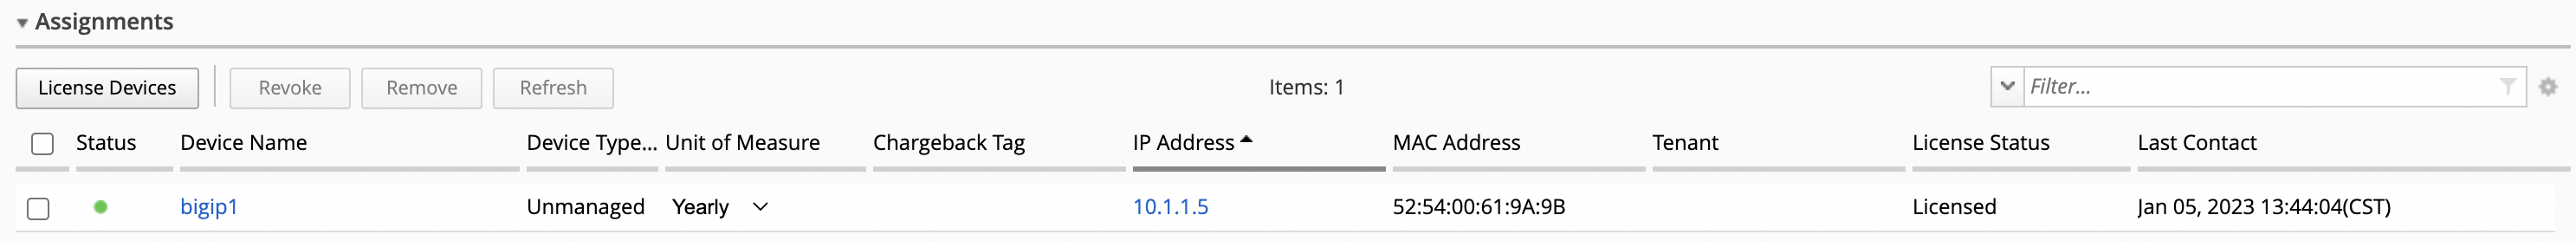 Assignments
License Devices Revoke Remove Refresh Items: 1 Filter...
Status Device Name Device Type... Unit of Measure Chargeback Tag IP Address MAC Address Tenant License Status Last Contact
bigip1 Unmanaged Yearly 10.1.1.5 52:54:00:61:9A:9B Licensed Jan 05, 2023 13:44:04(CST)